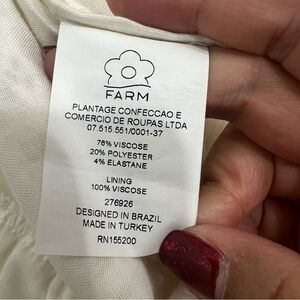 FARM
PLANTAGE CONFECCAO E
COMERCIO DE ROUPAS LTDA
07.515.551/0001-37
76% VISCOSE
20% POLYESTER
4% ELASTANE
LINING
100% VISCOSE
276926
DESIGNED IN BRAZIL
MADE IN TURKEY
RN155200